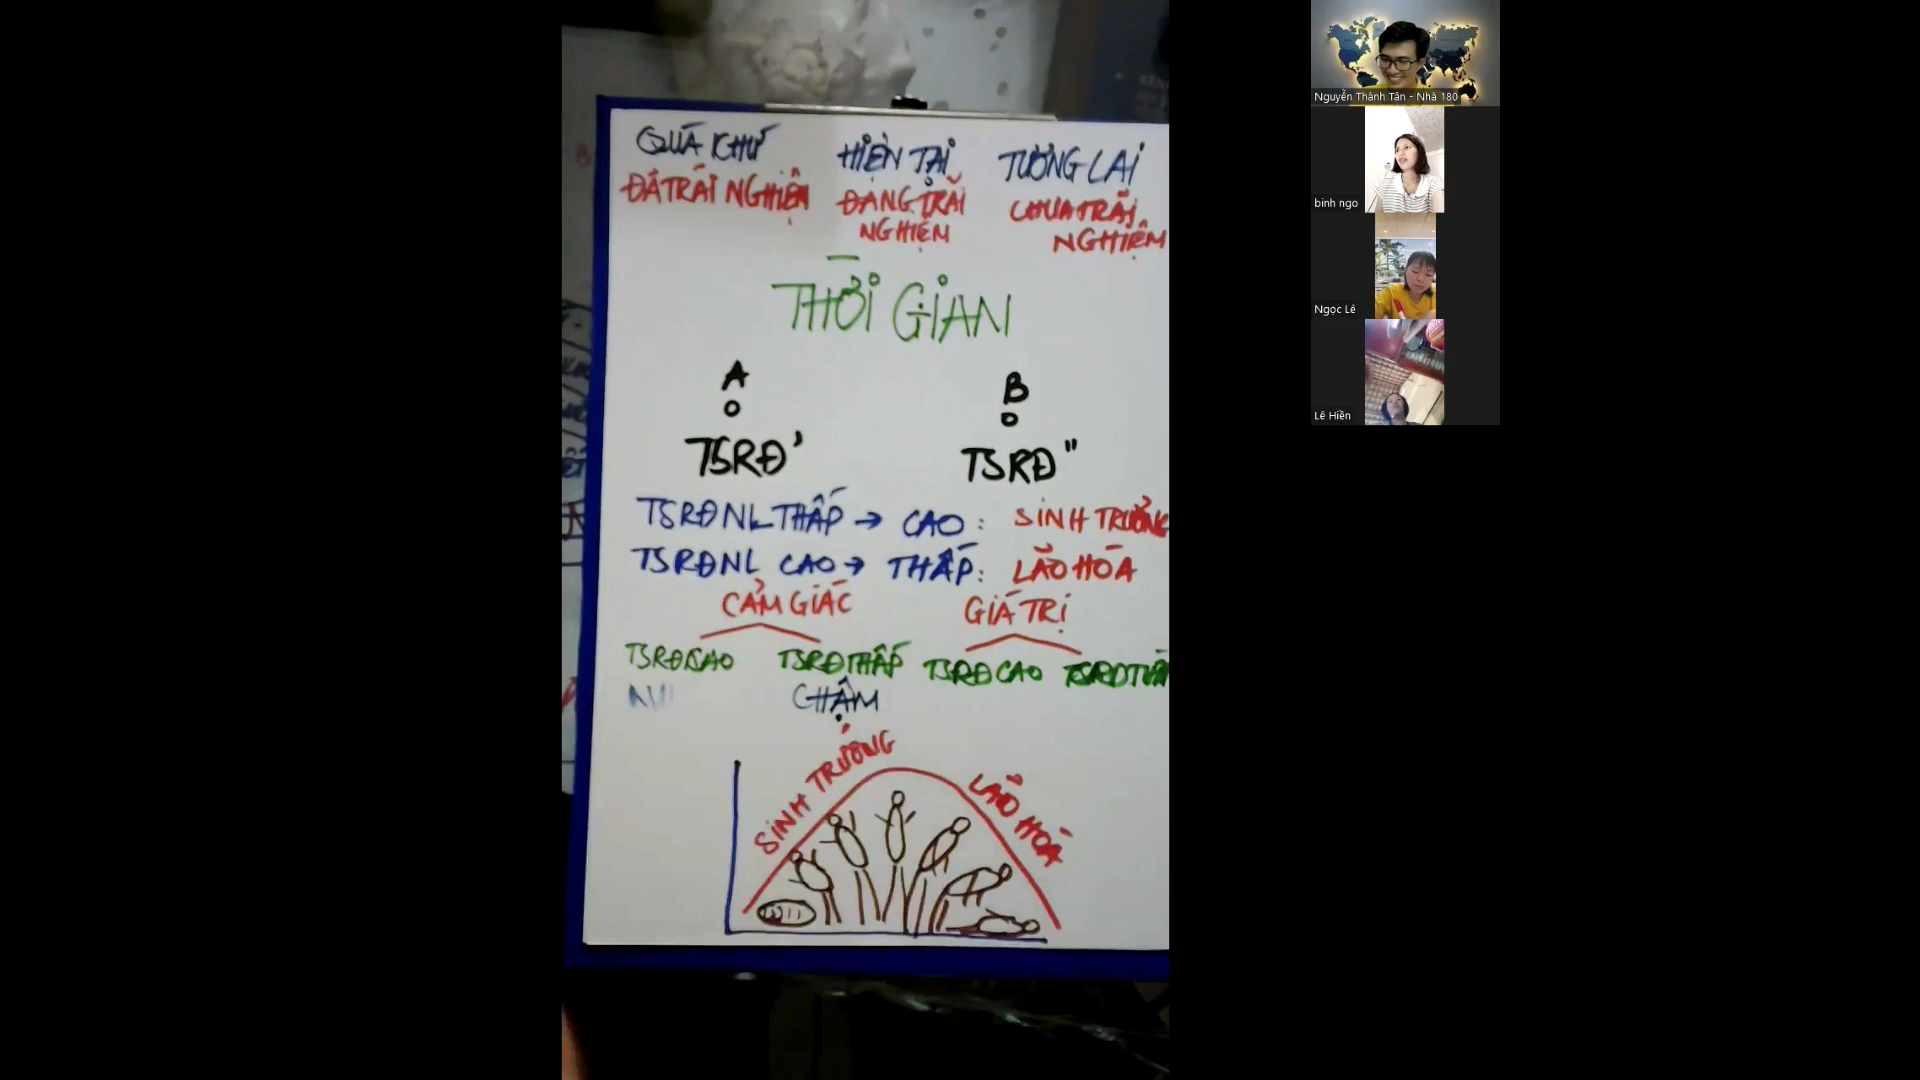 QUÁ KHỨ HIỆN TẠI TƯƠNG LAI
ĐÃ TRẢI NGHIỆM ĐANG TRẢI CHƯA TRẢI
NGHIỆM NGHIỆM
THỜI GIAN
A B
TSRĐ' TSRĐ"
TSRĐNL THẤP → CAO: SINH TRƯỞNG
TSRĐNL CAO → THẤP: LÃO HÓA
CẢM GIÁC GIÁ TRỊ
TSRĐ CAO TSRĐ THẤP TSRĐ CAO
CHẬM
SINH TRƯỞNG LÃO HOÁ
Nguyễn Thành Tân - Nhà 180
binh ngo
Ngọc Lê
Lê Hiền